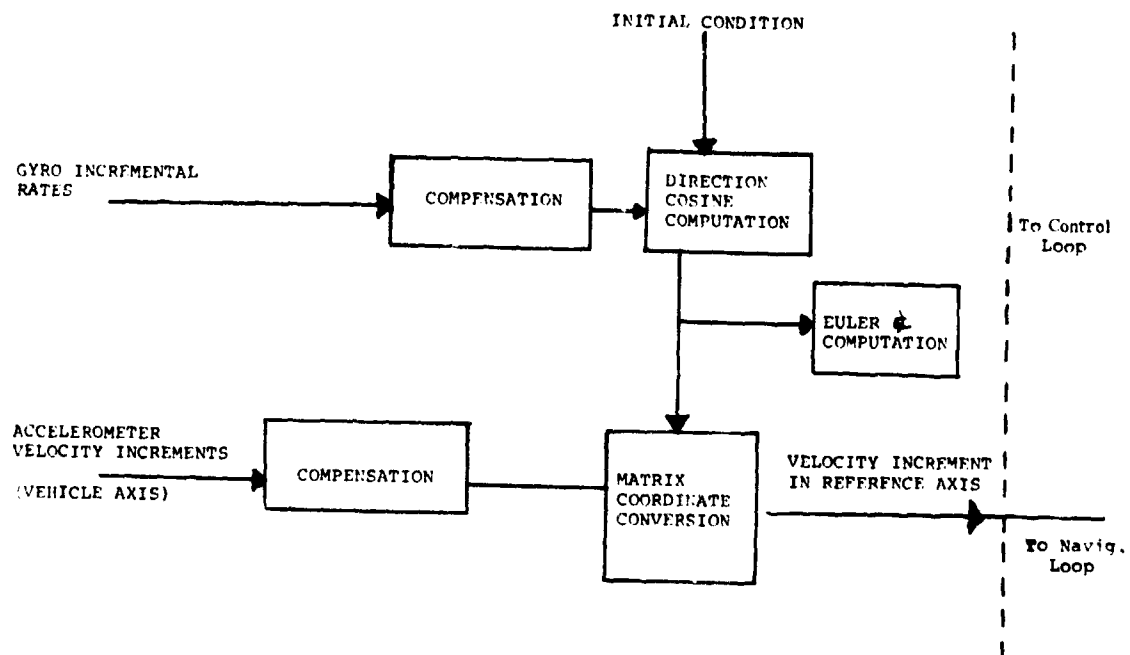 INITIAL CONDITION
GYRO INCREMENTAL
RATES
COMPENSATION
DIRECTION
COSINE
COMPUTATION
To Control
Loop
EULER
COMPUTATION
ACCELEROMETER
VELOCITY INCREMENTS
(VEHICLE AXIS)
COMPENSATION
MATRIX
COORDINATE
CONVERSION
VELOCITY INCREMENT
IN REFERENCE AXIS
To Navig.
Loop